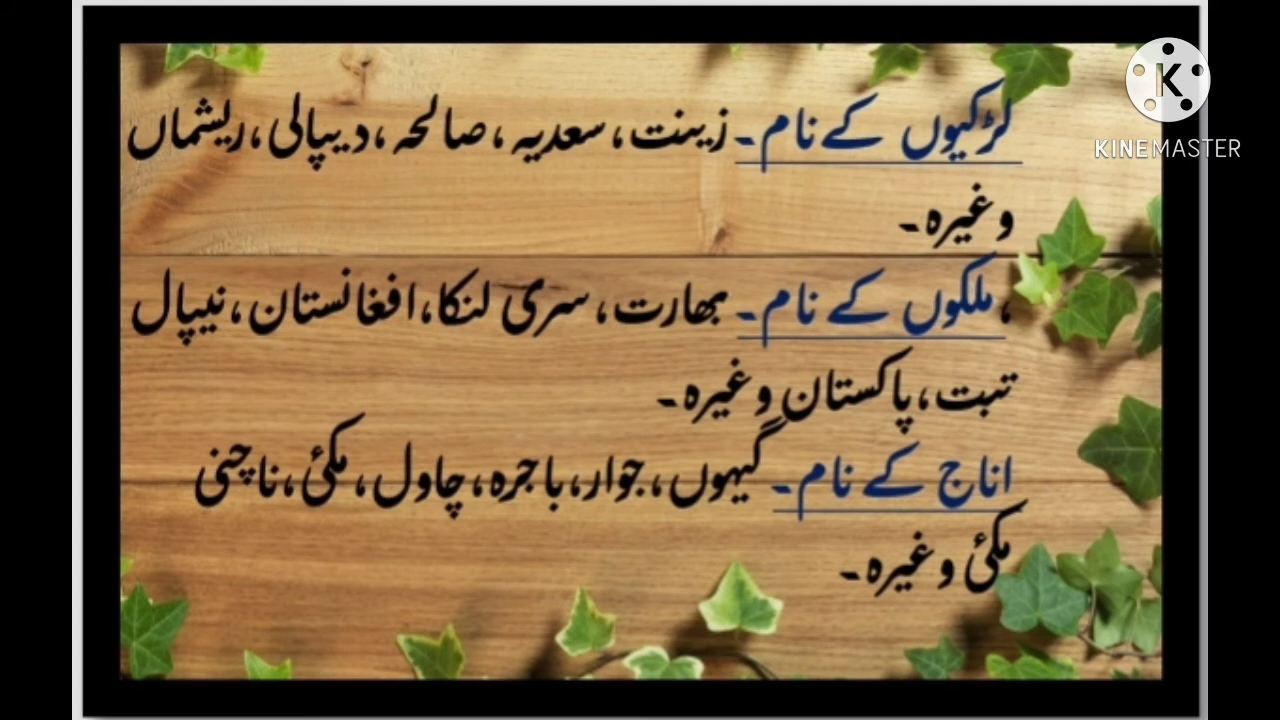 لڑکیوں کے نام۔ زینت، سعدیہ، صالحہ، دیپالی، ریشماں
وغیرہ۔
،ملکوں کے نام۔ بھارت، سری لنکا، افغانستان، نیپال
تبت، پاکستان وغیرہ۔
اناج کے نام۔ گیہوں، جوار، باجرہ، چاول، مکئ، ناچنی
مکئ وغیرہ۔
KINEMASTER